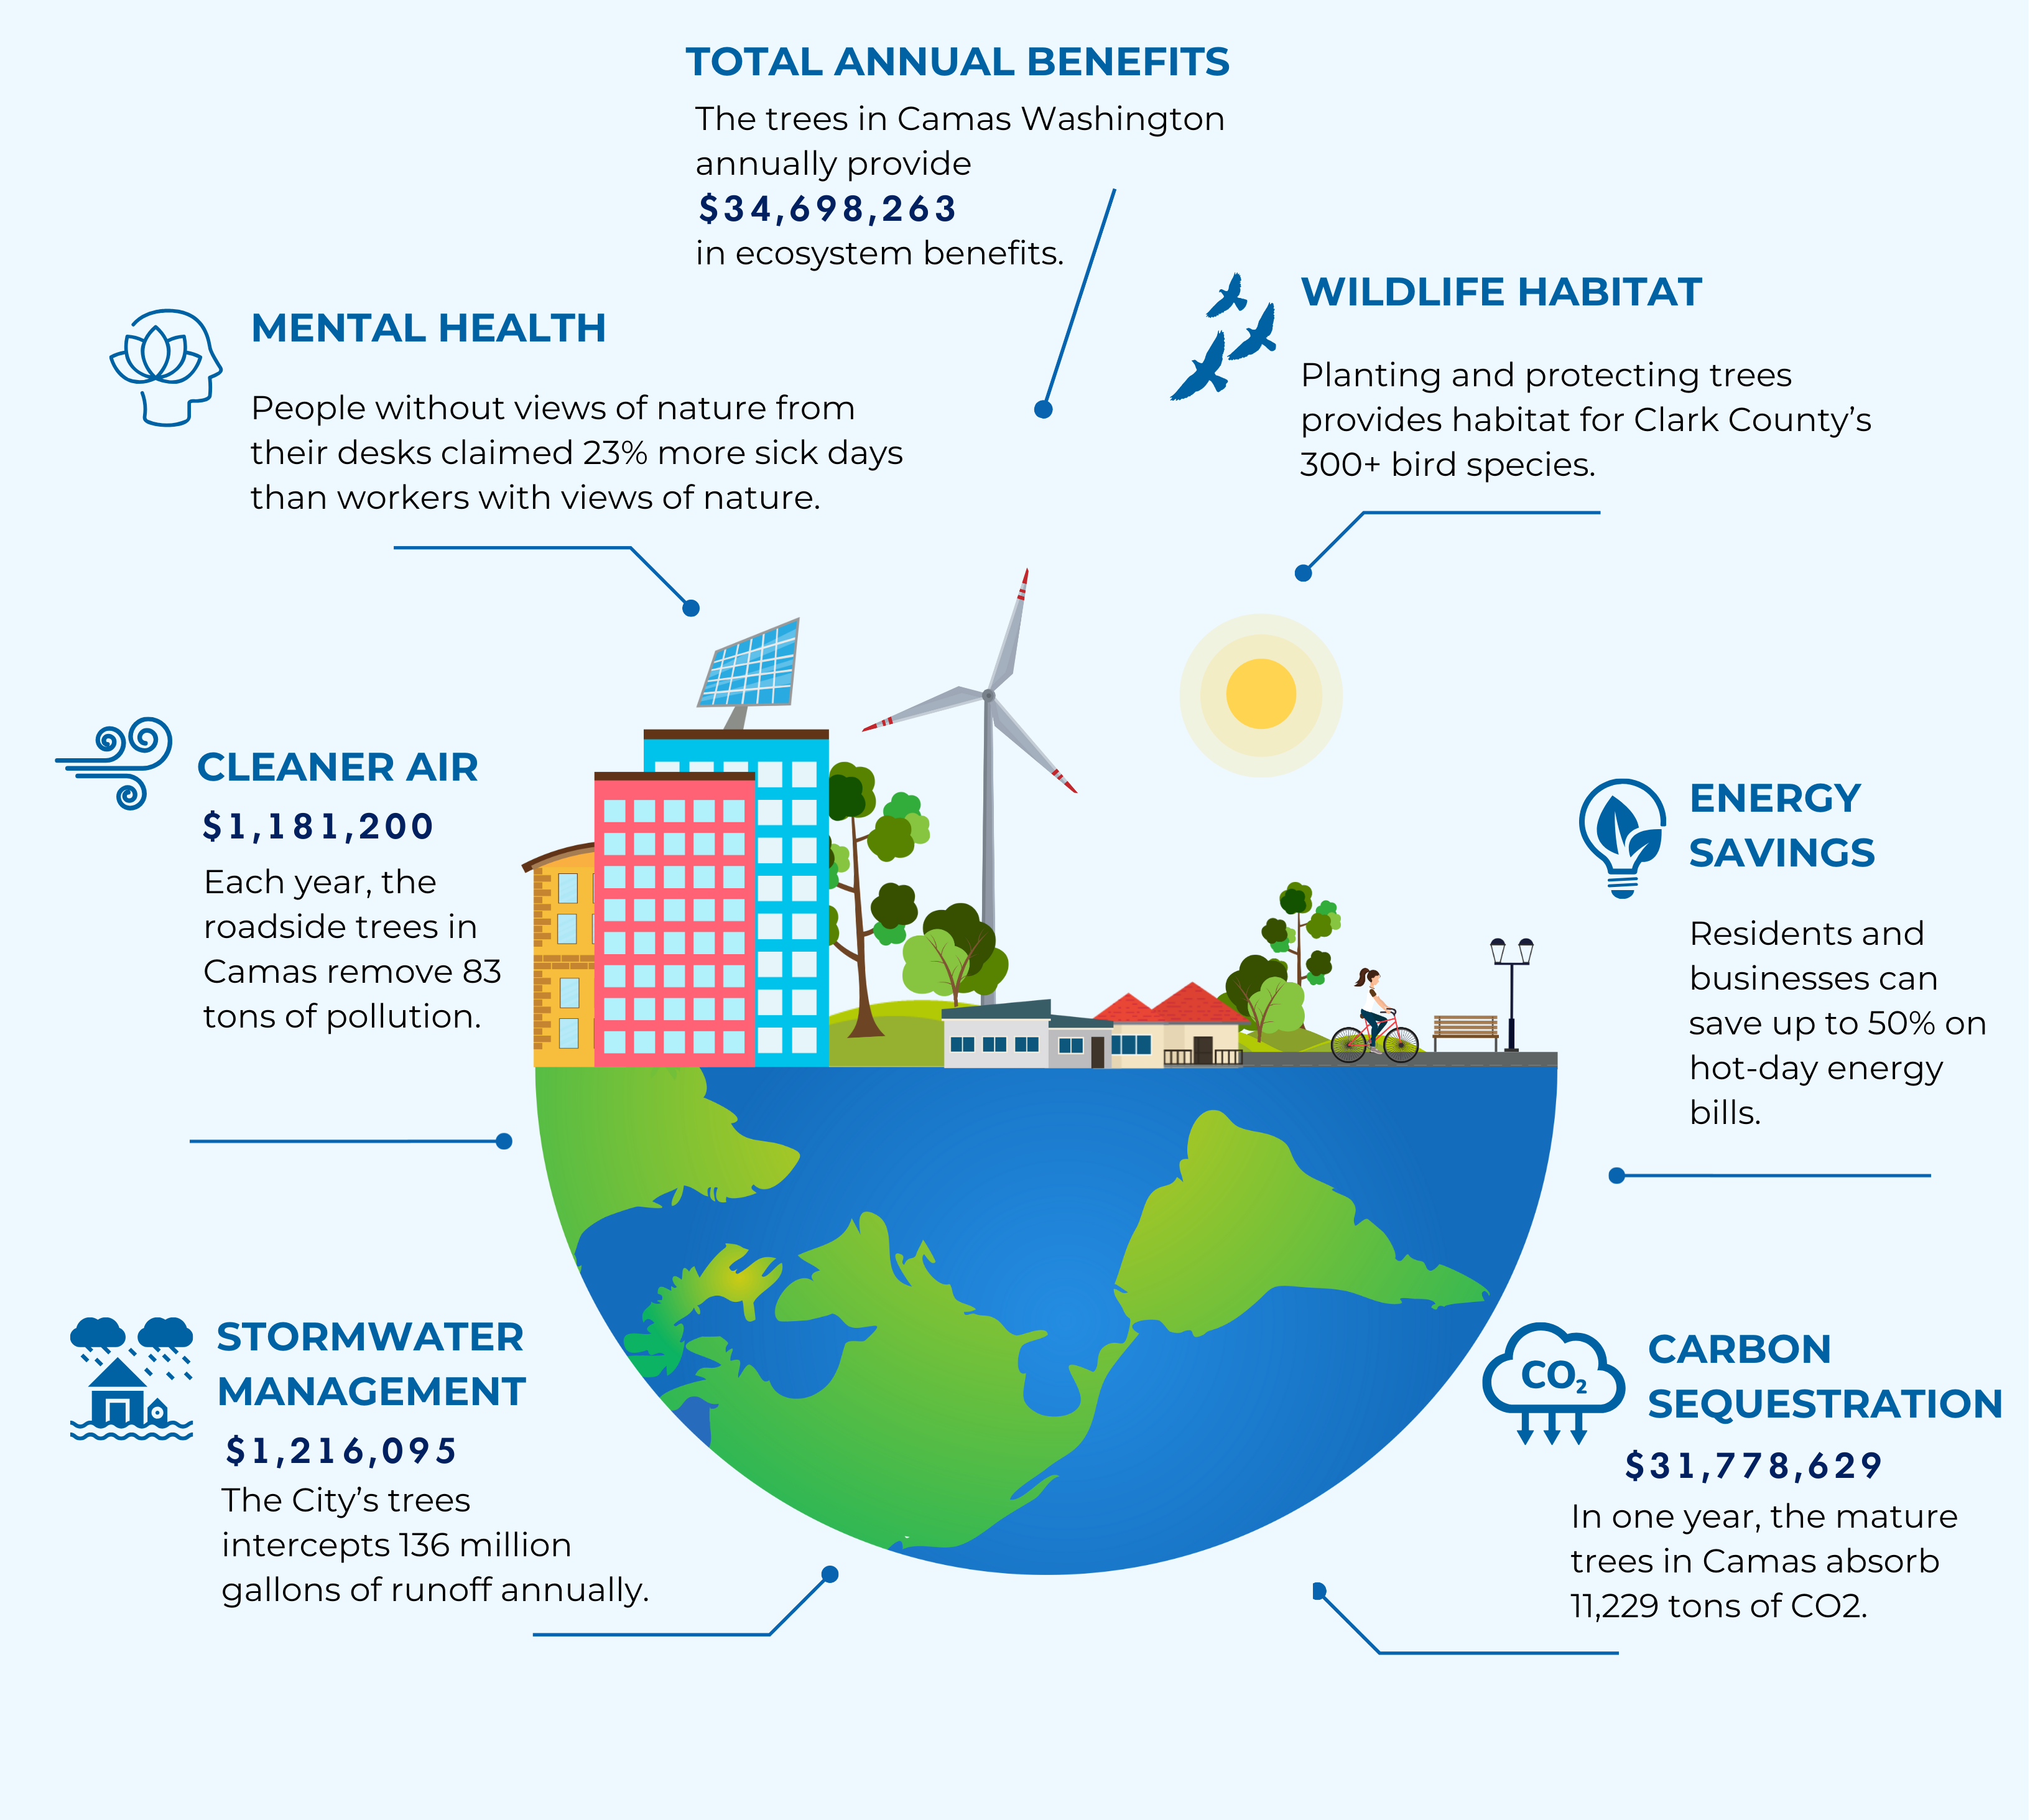 TOTAL ANNUAL BENEFITS
The trees in Camas Washington
annually provide
$34,698,263
in ecosystem benefits.
MENTAL HEALTH
People without views of nature from
their desks claimed 23% more sick days
than workers with views of nature.
WILDLIFE HABITAT
Planting and protecting trees
provides habitat for Clark County’s
300+ bird species.
CLEANER AIR
$1,181,200
Each year, the
roadside trees in
Camas remove 83
tons of pollution.
ENERGY
SAVINGS
Residents and
businesses can
save up to 50% on
hot-day energy
bills.
STORMWATER
MANAGEMENT
$1,216,095
The City’s trees
intercepts 136 million
gallons of runoff annually.
CO₂
CARBON
SEQUESTRATION
$31,778,629
In one year, the mature
trees in Camas absorb
11,229 tons of CO2.